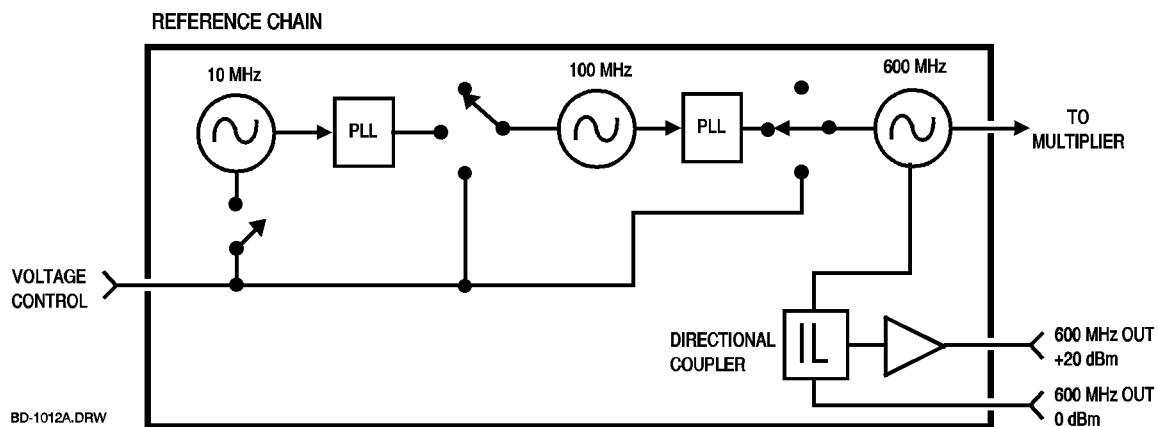 REFERENCE CHAIN
10 MHz
100 MHz
600 MHz
PLL
PLL
TO
MULTIPLIER
VOLTAGE
CONTROL
DIRECTIONAL
COUPLER
IL
600 MHz OUT
+20 dBm
600 MHz OUT
0 dBm
BD-1012A.DRW